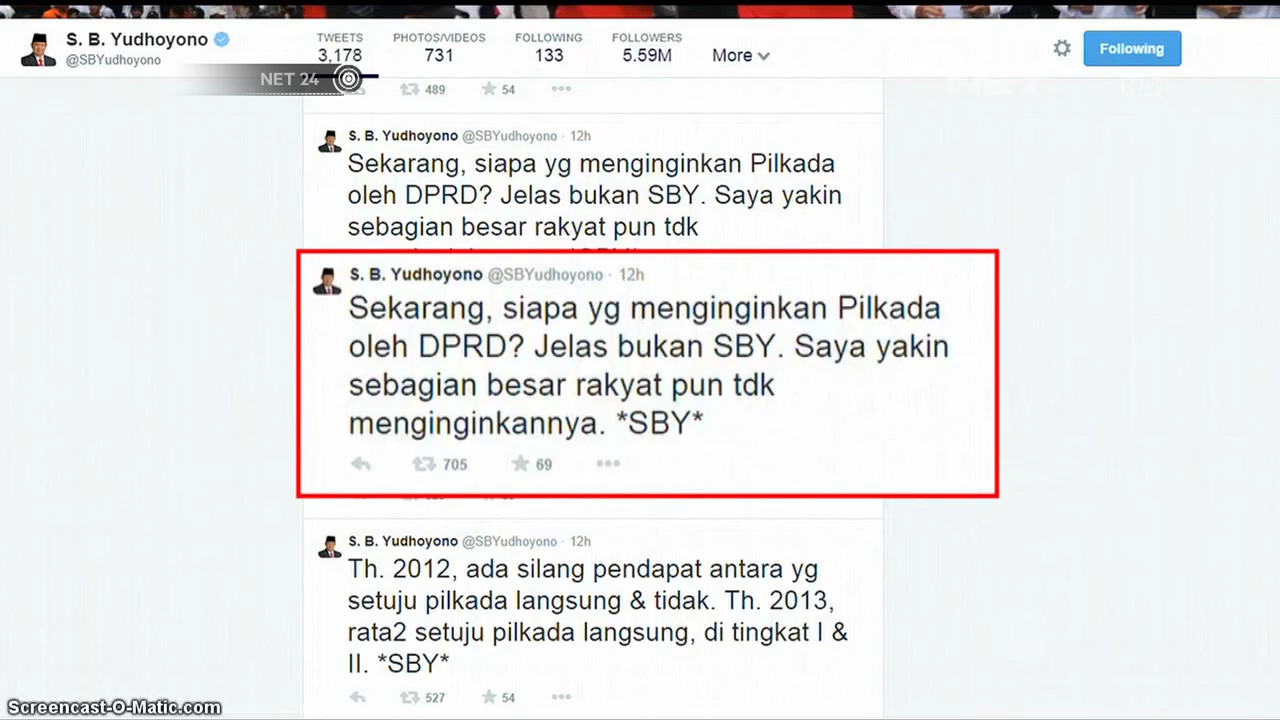 S. B. Yudhoyono
@SBYudhoyono
TWEETS
3,178
PHOTOS/VIDEOS
731
FOLLOWING
133
FOLLOWERS
5.59M
More
Following
NET 24
489 54
S. B. Yudhoyono @SBYudhoyono · 12h
Sekarang, siapa yg menginginkan Pilkada
oleh DPRD? Jelas bukan SBY. Saya yakin
sebagian besar rakyat pun tdk
S. B. Yudhoyono @SBYudhoyono · 12h
Sekarang, siapa yg menginginkan Pilkada
oleh DPRD? Jelas bukan SBY. Saya yakin
sebagian besar rakyat pun tdk
menginginkannya. *SBY*
705 69
S. B. Yudhoyono @SBYudhoyono · 12h
Th. 2012, ada silang pendapat antara yg
setuju pilkada langsung & tidak. Th. 2013,
rata2 setuju pilkada langsung, di tingkat I &
II. *SBY*
527 54
Screencast-O-Matic.com